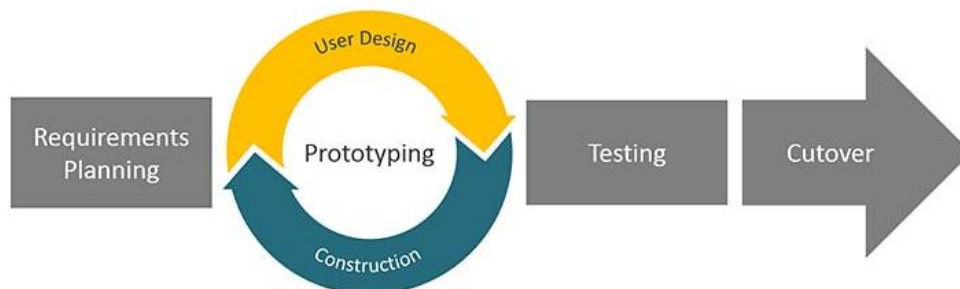 Requirements
Planning
User Design
Prototyping
Construction
Testing
Cutover